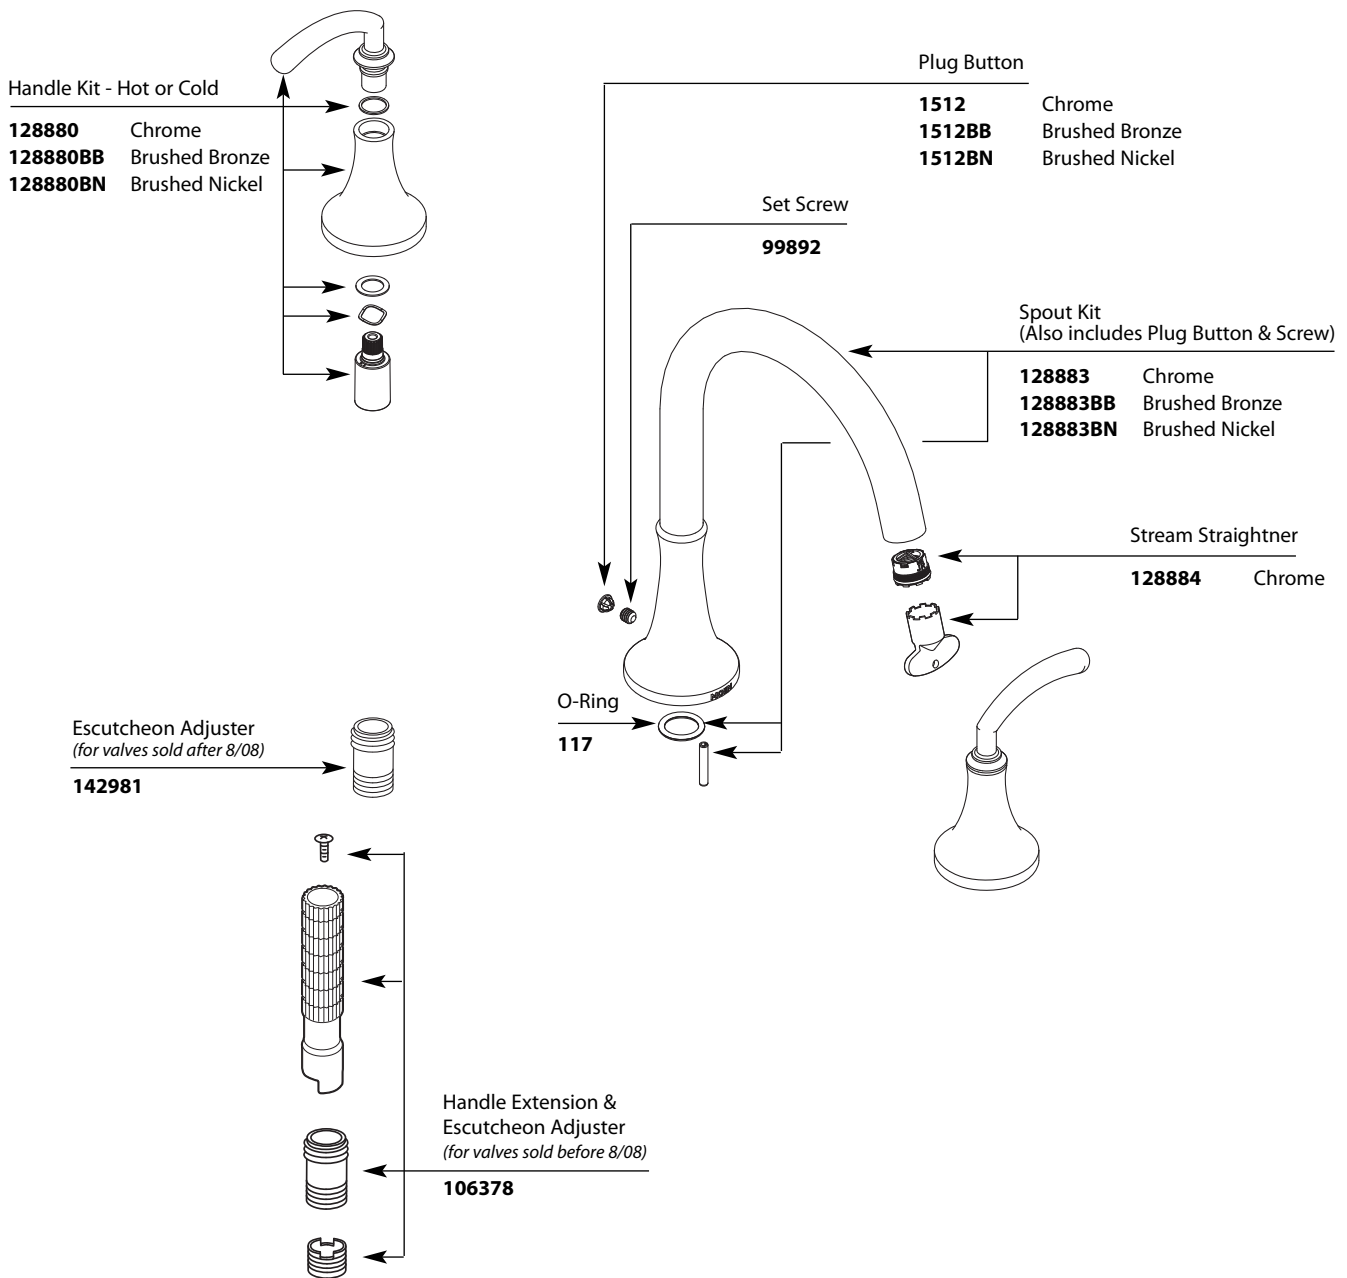 Handle Kit - Hot or Cold
128880 Chrome
128880BB Brushed Bronze
128880BN Brushed Nickel
Plug Button
1512 Chrome
1512BB Brushed Bronze
1512BN Brushed Nickel
Set Screw
99892
Spout Kit
(Also includes Plug Button & Screw)
128883 Chrome
128883BB Brushed Bronze
128883BN Brushed Nickel
Stream Straightner
128884 Chrome
MOEN
O-Ring
117
Escutcheon Adjuster
(for valves sold after 8/08)
142981
Handle Extension &
Escutcheon Adjuster
(for valves sold before 8/08)
106378